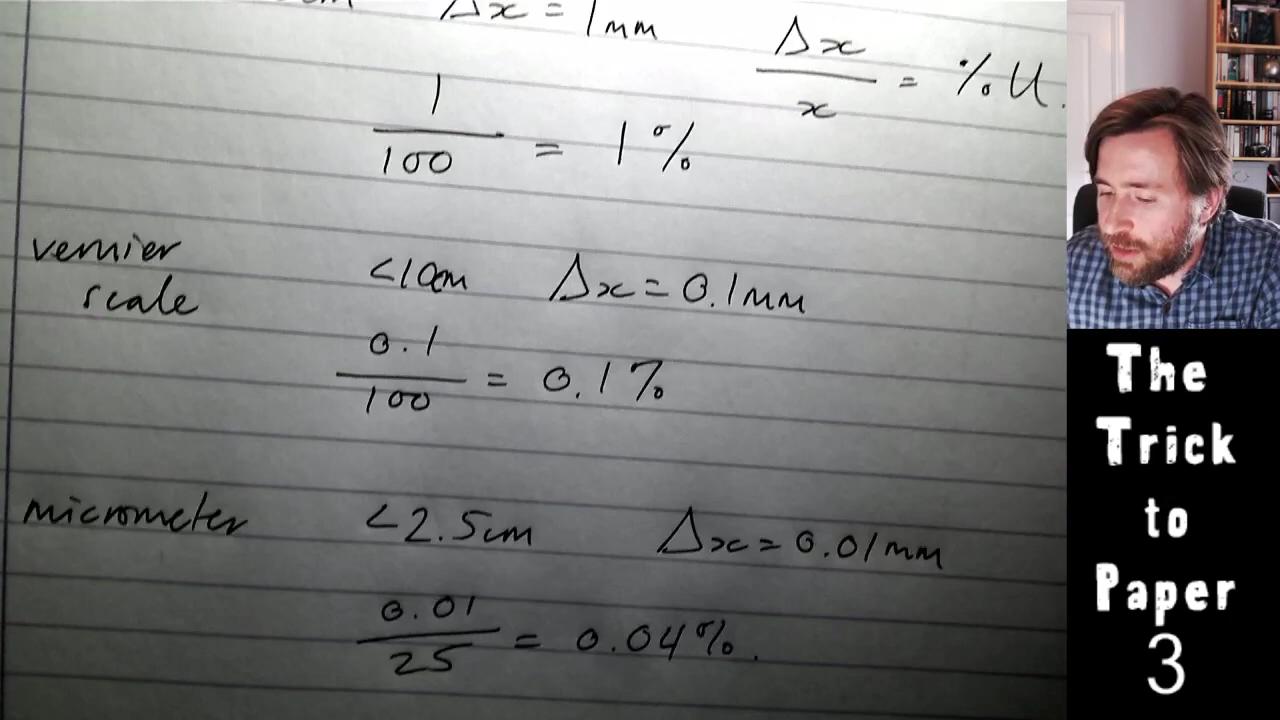 cm Δx = 1mm
Δx
x = % U.
1
100 = 1%
vernier
scale <10cm Δx = 0.1mm
0.1
100 = 0.1%
micrometer <2.5cm Δx = 0.01mm
0.01
25 = 0.04%.
The
Trick
to
Paper
3